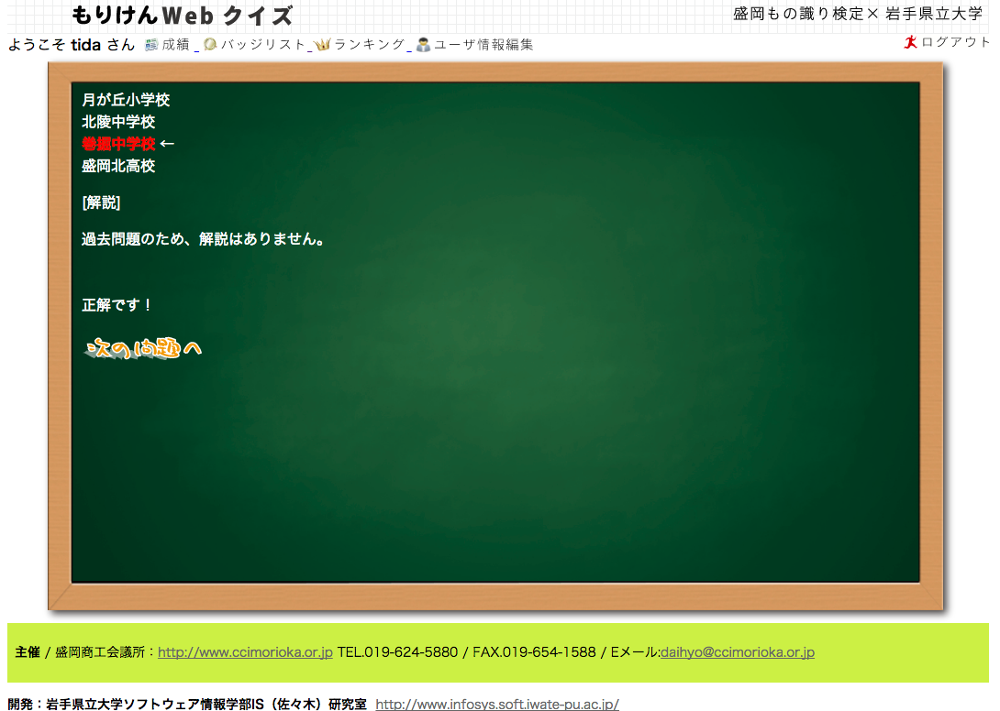 もりけんWeb クイズ
盛岡もの識り検定× 岩手県立大学
ようこそ tida さん 成績 バッジリスト ランキング ユーザ情報編集
ログアウト
月が丘小学校
北陵中学校
巻掘中学校 ←
盛岡北高校
[解説]
過去問題のため、解説はありません。
正解です！
次の問題へ
主催 / 盛岡商工会議所：http://www.ccimorioka.or.jp TEL.019-624-5880 / FAX.019-654-1588 / Eメール:daihyo@ccimorioka.or.jp
開発：岩手県立大学ソフトウェア情報学部IS（佐々木）研究室 http://www.infosys.soft.iwate-pu.ac.jp/